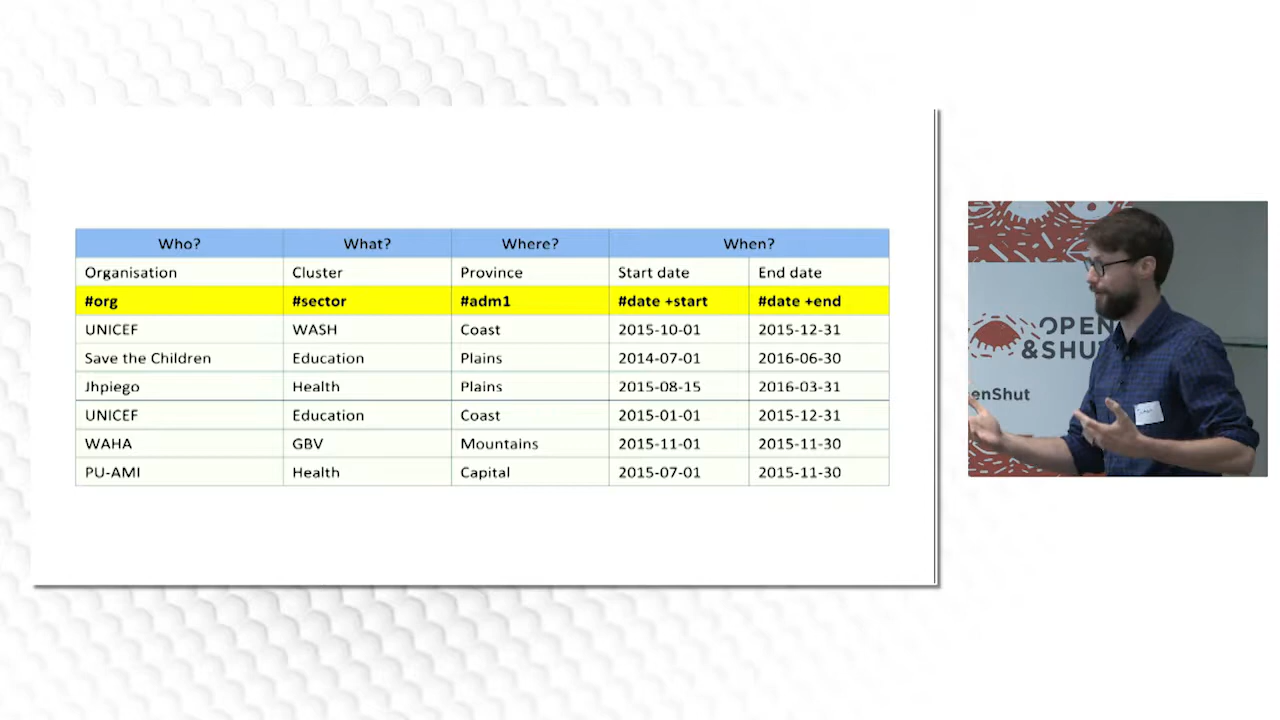 Who? What? Where? When?
Organisation Cluster Province Start date End date
#org #sector #adm1 #date +start #date +end
UNICEF WASH Coast 2015-10-01 2015-12-31
Save the Children Education Plains 2014-07-01 2016-06-30
Jhpiego Health Plains 2015-08-15 2016-03-31
UNICEF Education Coast 2015-01-01 2015-12-31
WAHA GBV Mountains 2015-11-01 2015-11-30
PU-AMI Health Capital 2015-07-01 2015-11-30
OPEN
&SHU
enShut